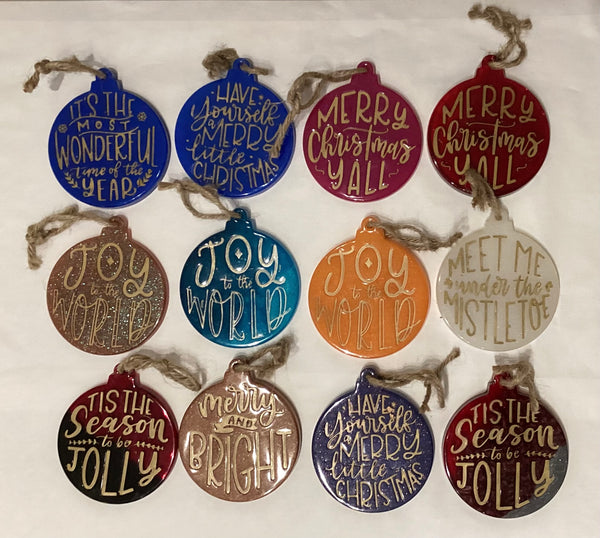 IT'S THE
MOST
WONDERFUL
time of the
YEAR
HAVE
Yourself
a MERRY
little
CHRISTMAS
MERRY
Christmas
Y'ALL
MERRY
Christmas
Y'ALL
JOY
to the
WORLD
JOY
to the
WORLD
JOY
to the
WORLD
MEET ME
under the
MISTLETOE
'TIS THE
Season
to be
JOLLY
merry
AND
BRIGHT
HAVE
Yourself
a MERRY
little
CHRISTMAS
'TIS THE
Season
to be
JOLLY